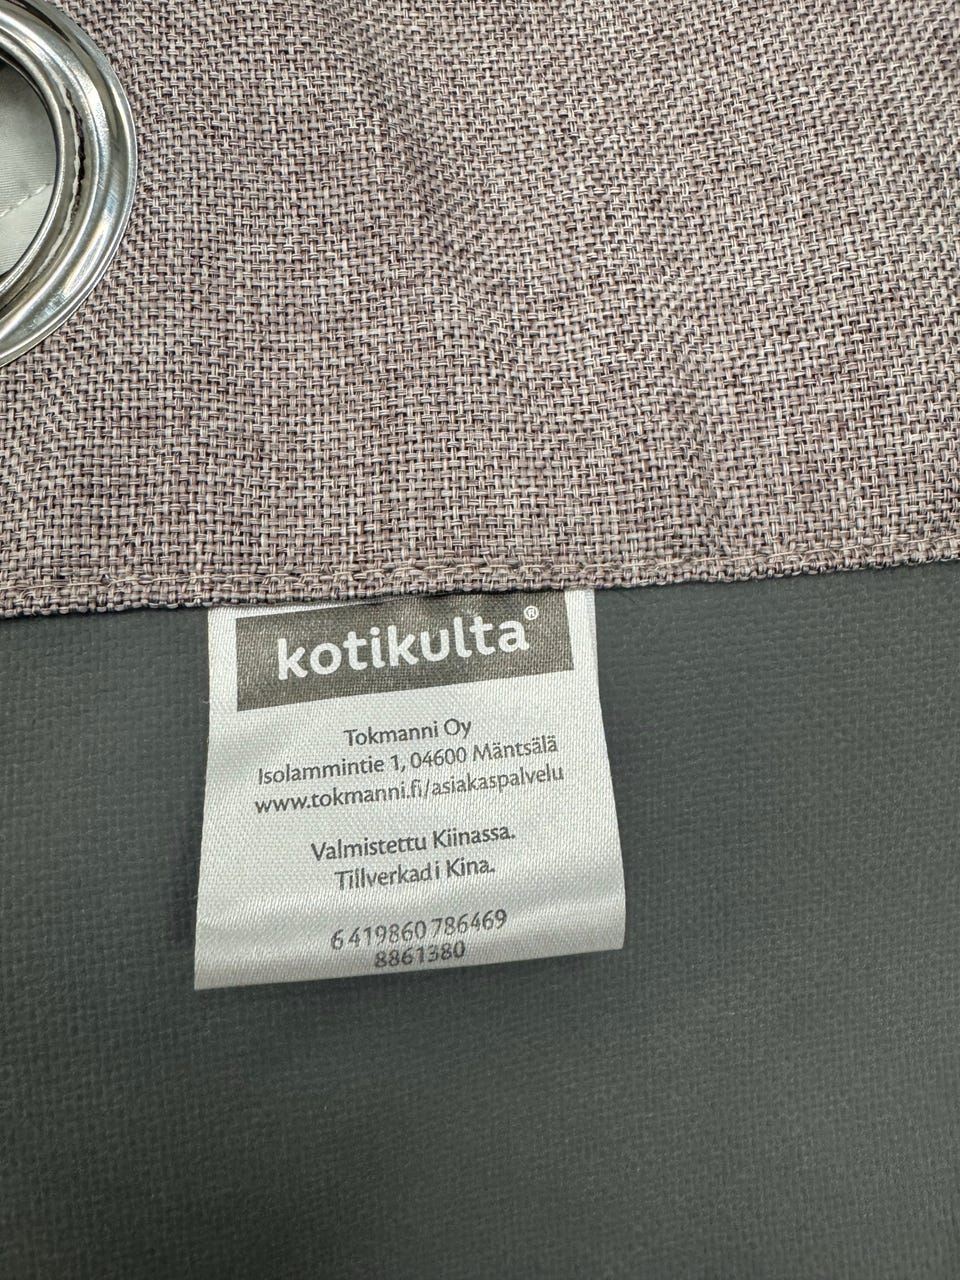 kotikulta®
Tokmanni Oy
Isolammintie 1, 04600 Mäntsälä
www.tokmanni.fi/asiakaspalvelu
Valmistettu Kiinassa.
Tillverkad i Kina.
6 419860 786469
8861380